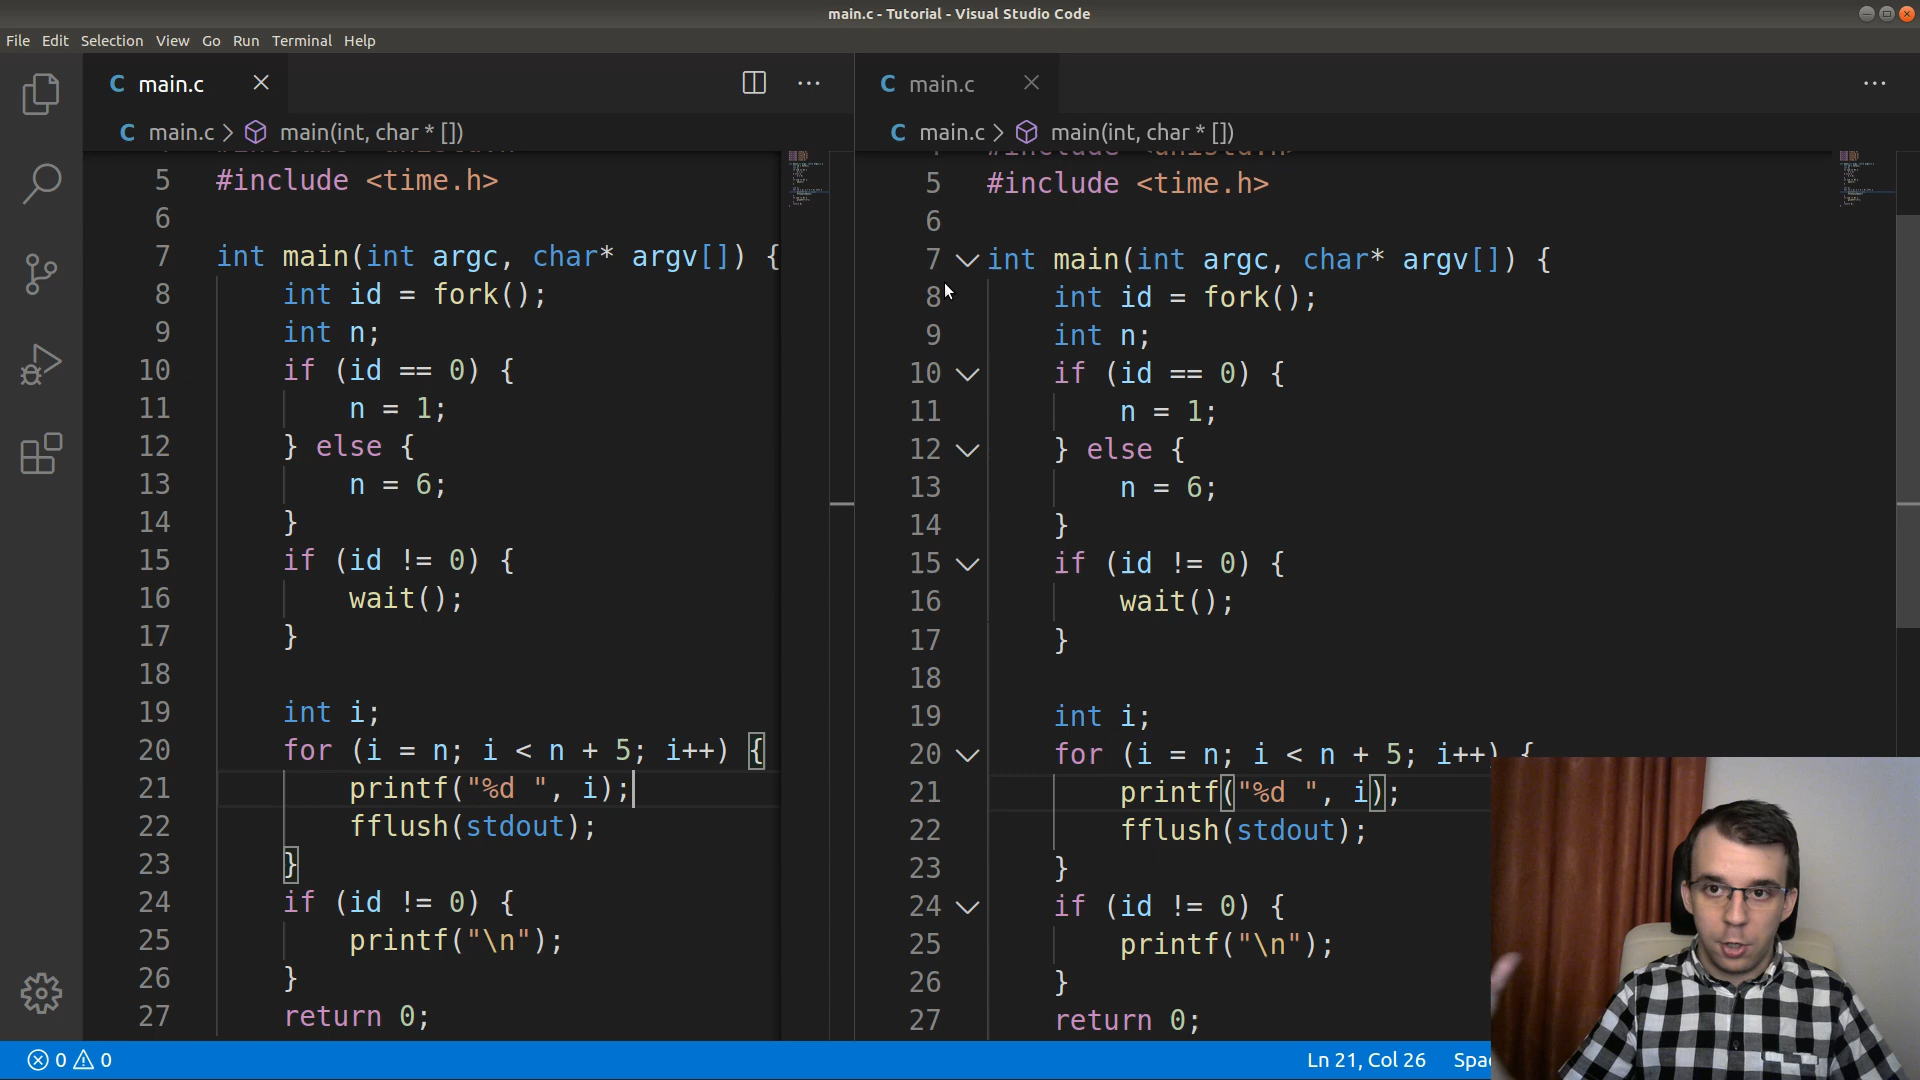 main.c - Tutorial - Visual Studio Code
File Edit Selection View Go Run Terminal Help
C main.c
C main.c > main(int, char * [])
5 #include <time.h>
6
7 int main(int argc, char* argv[]) {
8 int id = fork();
9 int n;
10 if (id == 0) {
11 n = 1;
12 } else {
13 n = 6;
14 }
15 if (id != 0) {
16 wait();
17 }
18
19 int i;
20 for (i = n; i < n + 5; i++) {
21 printf("%d ", i);
22 fflush(stdout);
23 }
24 if (id != 0) {
25 printf("\n");
26 }
27 return 0;
C main.c
C main.c > main(int, char * [])
#include <unistd.h>
5 #include <time.h>
6
7 int main(int argc, char* argv[]) {
8 int id = fork();
9 int n;
10 if (id == 0) {
11 n = 1;
12 } else {
13 n = 6;
14 }
15 if (id != 0) {
16 wait();
17 }
18
19 int i;
20 for (i = n; i < n + 5; i++) {
21 printf("%d ", i);
22 fflush(stdout);
23 }
24 if (id != 0) {
25 printf("\n");
26 }
27 return 0;
0 0
Ln 21, Col 26 Spa